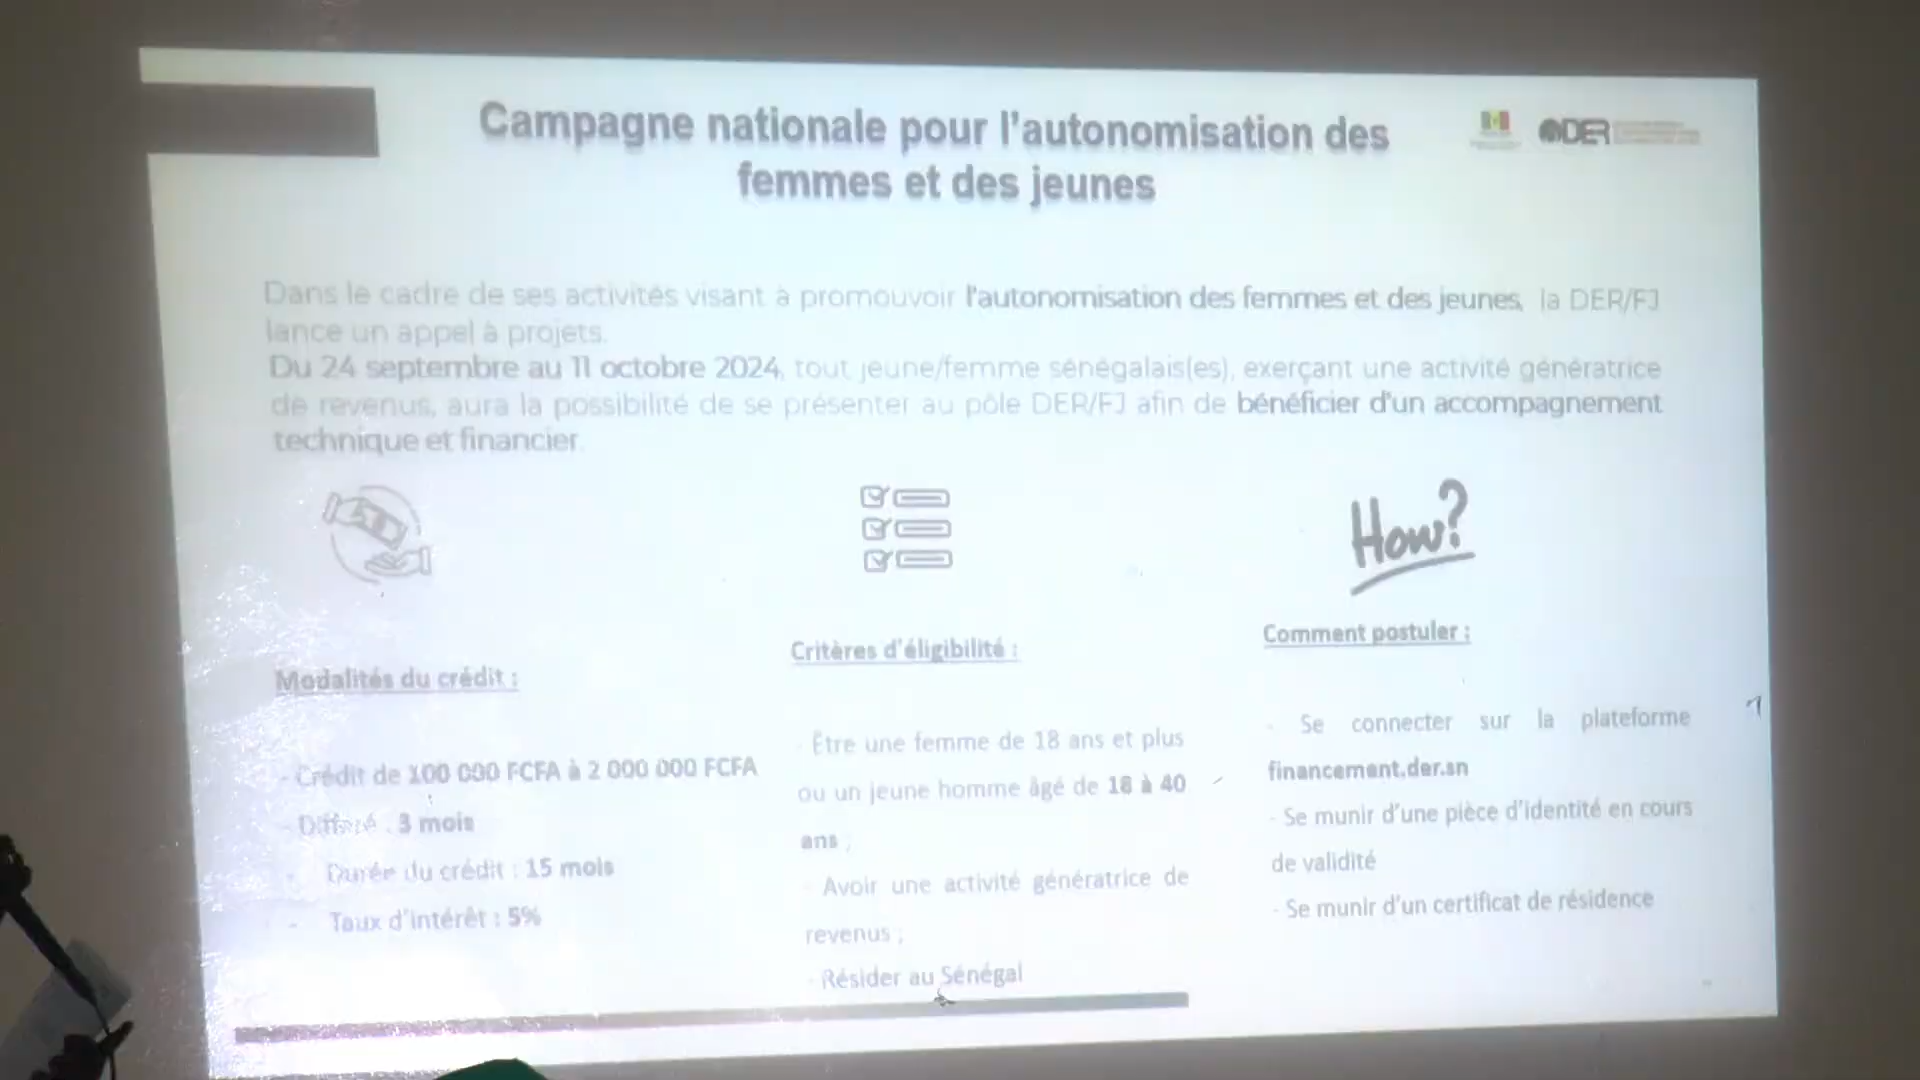 Campagne nationale pour l'autonomisation des
femmes et des jeunes
DER
Dans le cadre de ses activités visant à promouvoir l'autonomisation des femmes et des jeunes, la DER/FJ
lance un appel à projets.
Du 24 septembre au 11 octobre 2024, tout jeune/femme sénégalais(es), exerçant une activité génératrice
de revenus, aura la possibilité de se présenter au pôle DER/FJ afin de bénéficier d'un accompagnement
technique et financier.
How?
Modalités du crédit :
- Crédit de 100 000 FCFA à 2 000 000 FCFA
- Différé : 3 mois
- Durée du crédit : 15 mois
- Taux d'intérêt : 5%
Critères d'éligibilité :
- Etre une femme de 18 ans et plus
ou un jeune homme âgé de 18 à 40
ans ;
- Avoir une activité génératrice de
revenus ;
- Résider au Sénégal
Comment postuler :
- Se connecter sur la plateforme
financement.der.sn
- Se munir d'une pièce d'identité en cours
de validité
- Se munir d'un certificat de résidence